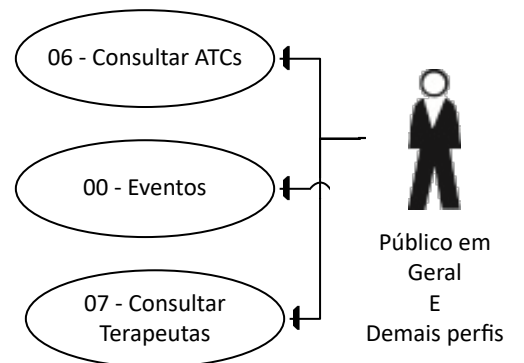 06 - Consultar ATCs
00 - Eventos
07 - Consultar
Terapeutas
Público em
Geral
E
Demais perfis